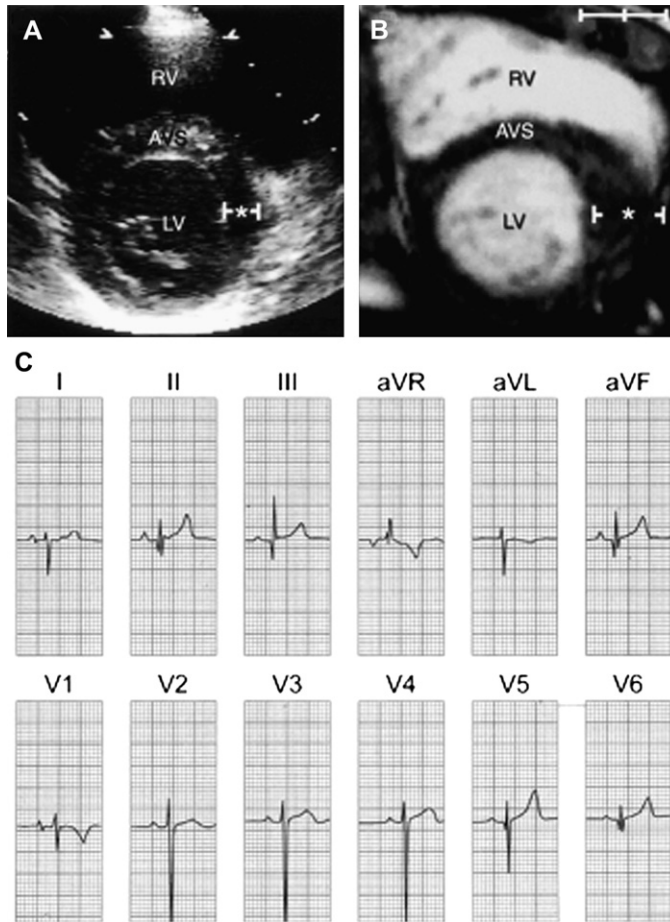 A
RV
AVS
LV
*
B
RV
AVS
LV
*
C
I II III aVR aVL aVF
V1 V2 V3 V4 V5 V6